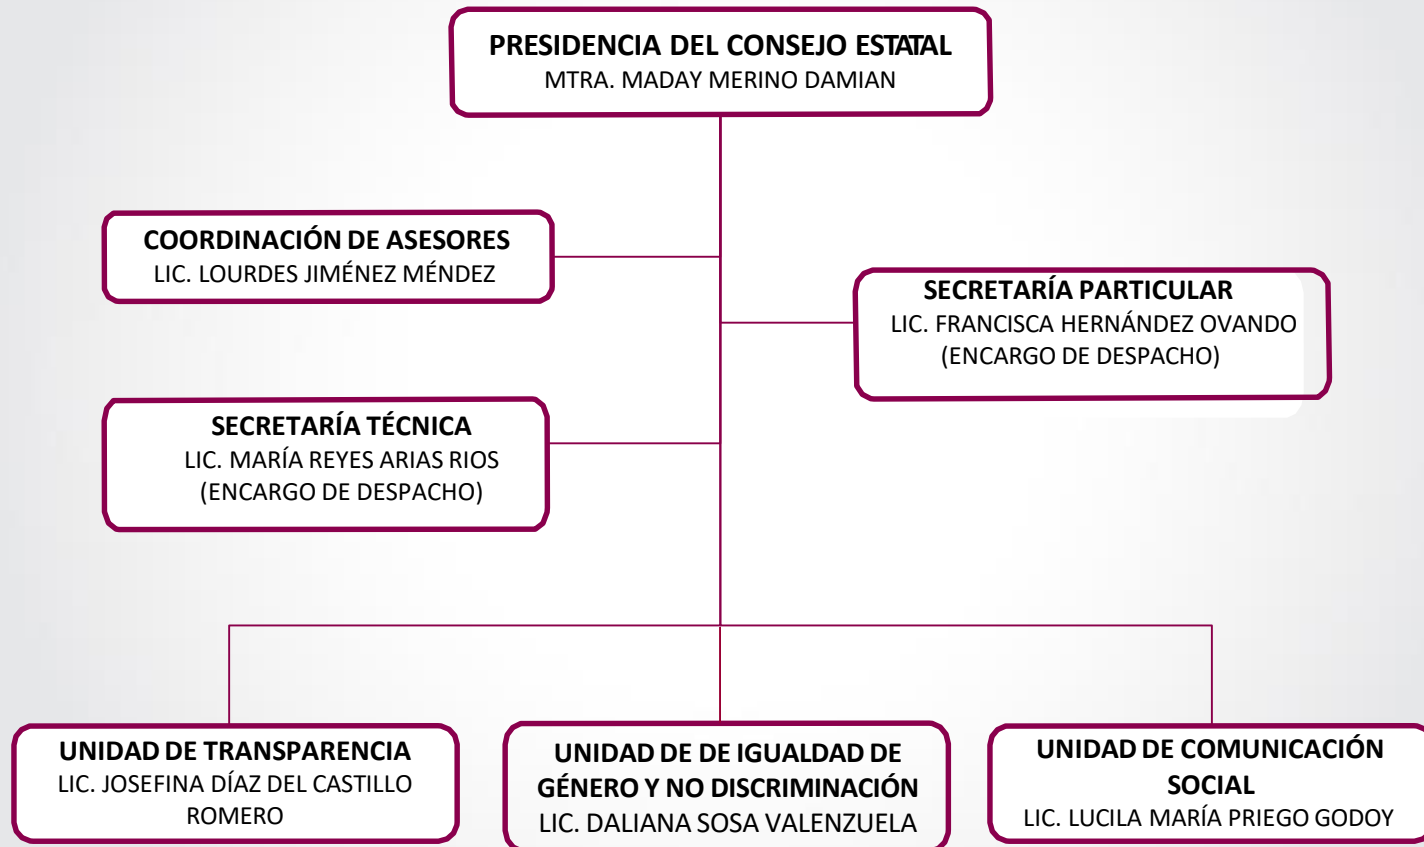 PRESIDENCIA DEL CONSEJO ESTATAL
MTRA. MADAY MERINO DAMIAN
COORDINACIÓN DE ASESORES
LIC. LOURDES JIMÉNEZ MÉNDEZ
SECRETARÍA PARTICULAR
LIC. FRANCISCA HERNÁNDEZ OVANDO
(ENCARGO DE DESPACHO)
SECRETARÍA TÉCNICA
LIC. MARÍA REYES ARIAS RIOS
(ENCARGO DE DESPACHO)
UNIDAD DE TRANSPARENCIA
LIC. JOSEFINA DÍAZ DEL CASTILLO
ROMERO
UNIDAD DE DE IGUALDAD DE
GÉNERO Y NO DISCRIMINACIÓN
LIC. DALIANA SOSA VALENZUELA
UNIDAD DE COMUNICACIÓN
SOCIAL
LIC. LUCILA MARÍA PRIEGO GODOY